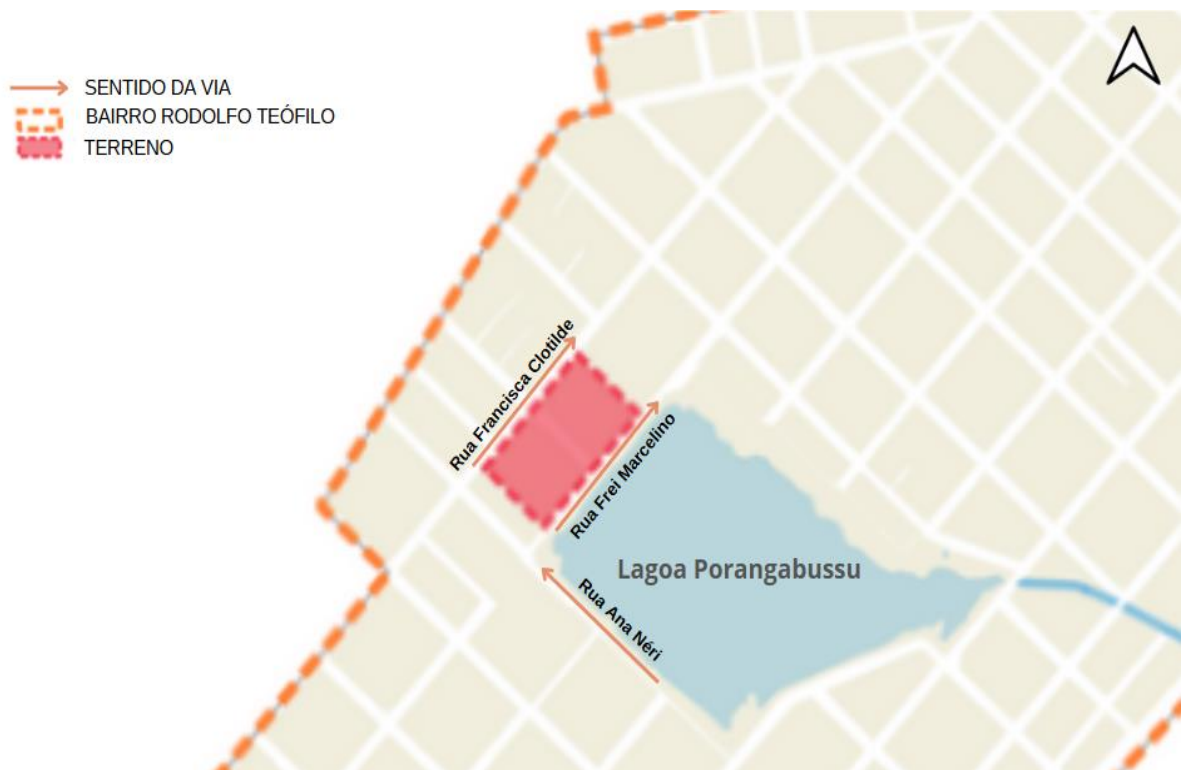 SENTIDO DA VIA
BAIRRO RODOLFO TEÓFILO
TERRENO
Rua Francisca Clotilde
Rua Frei Marcelino
Lagoa Porangabussu
Rua Ana Néri